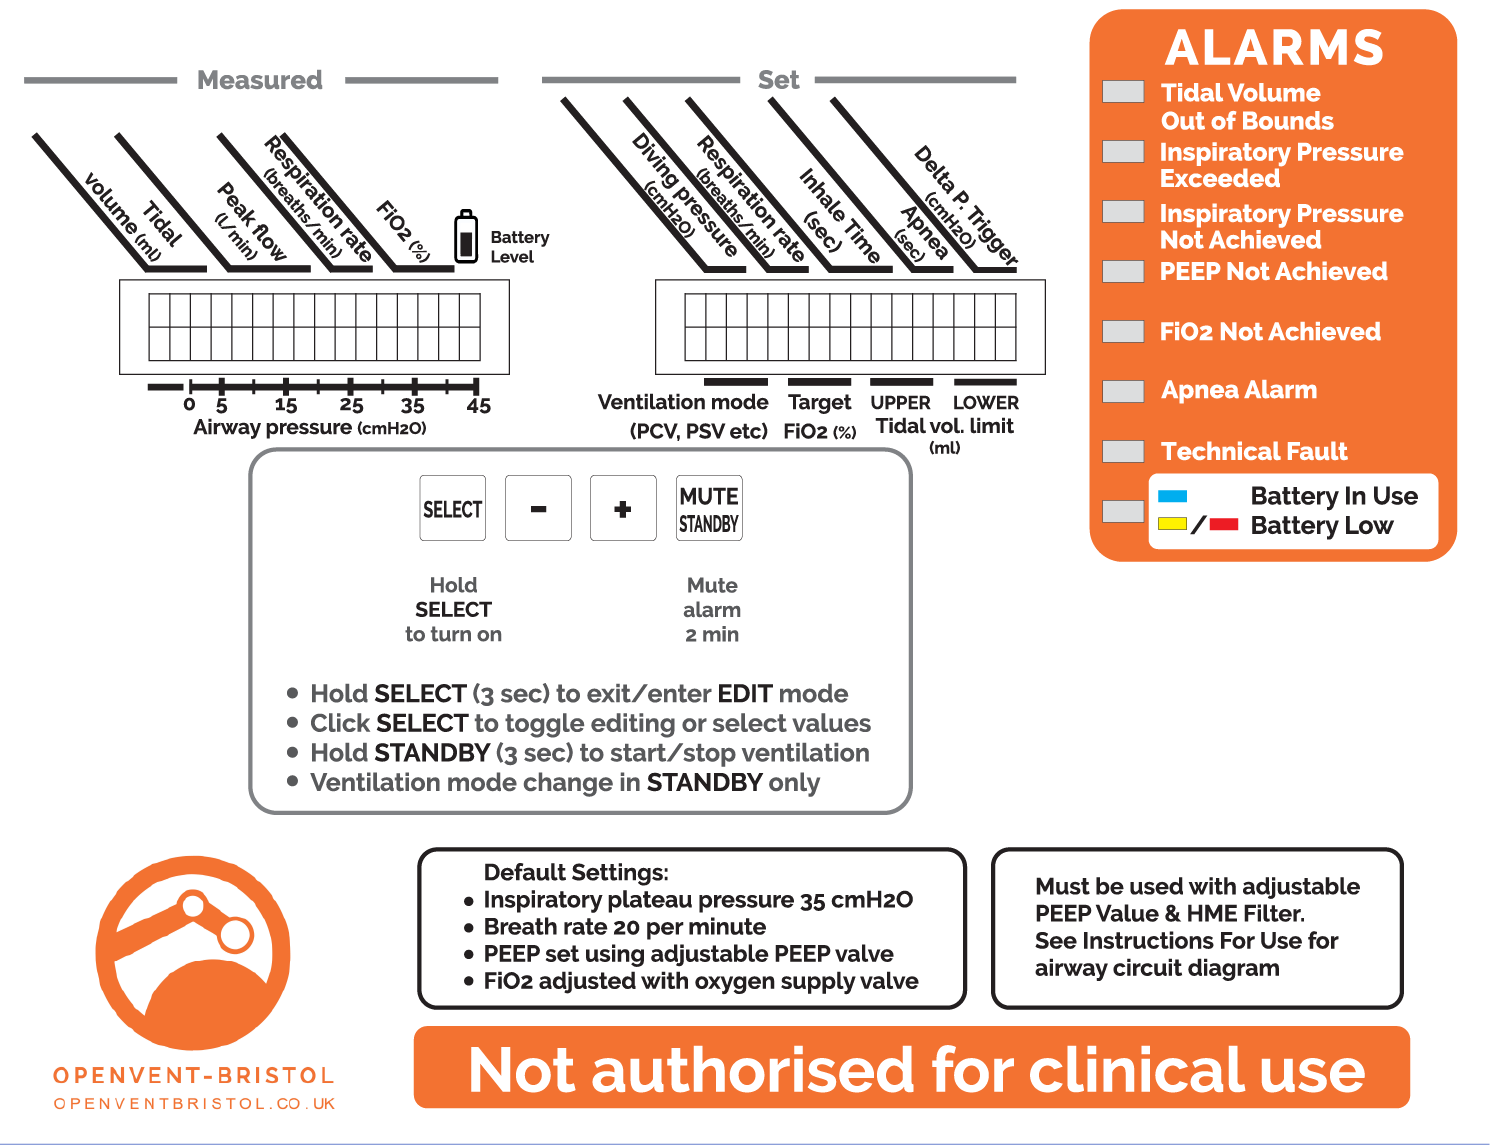 Measured
Tidal
volume (ml)
Peak flow
(l/min)
Respiration rate
(breaths/min)
FiO2 (%)
Battery
Level
0 5 15 25 35 45
Airway pressure (cmH2O)
Set
Diving pressure
(cmH2O)
Respiration rate
(breaths/min)
Inhale Time
(sec)
Apnea
(sec)
Delta P. Trigger
(cmH2O)
Ventilation mode
(PCV, PSV etc)
Target
FiO2 (%)
UPPER LOWER
Tidal vol. limit
(ml)
ALARMS
Tidal Volume
Out of Bounds
Inspiratory Pressure
Exceeded
Inspiratory Pressure
Not Achieved
PEEP Not Achieved
FiO2 Not Achieved
Apnea Alarm
Technical Fault
Battery In Use
/ Battery Low
SELECT
-
+
MUTE
STANDBY
Hold
SELECT
to turn on
Mute
alarm
2 min
• Hold SELECT (3 sec) to exit/enter EDIT mode
• Click SELECT to toggle editing or select values
• Hold STANDBY (3 sec) to start/stop ventilation
• Ventilation mode change in STANDBY only
OPENVENT-BRISTOL
OPENVENTBRISTOL.CO.UK
Default Settings:
• Inspiratory plateau pressure 35 cmH2O
• Breath rate 20 per minute
• PEEP set using adjustable PEEP valve
• FiO2 adjusted with oxygen supply valve
Must be used with adjustable
PEEP Value & HME Filter.
See Instructions For Use for
airway circuit diagram
Not authorised for clinical use